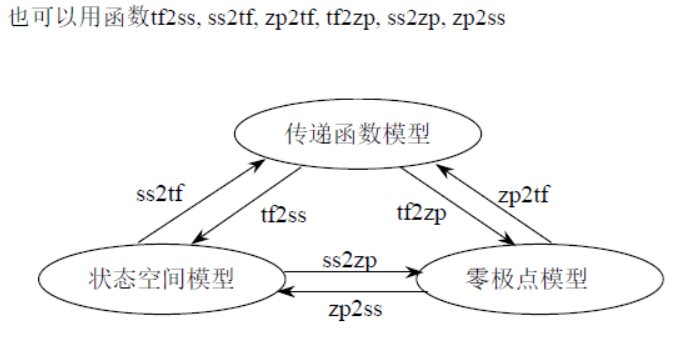 也可以用函数tf2ss, ss2tf, zp2tf, tf2zp, ss2zp, zp2ss
传递函数模型
ss2tf
tf2ss
tf2zp
zp2tf
状态空间模型
ss2zp
零极点模型
zp2ss